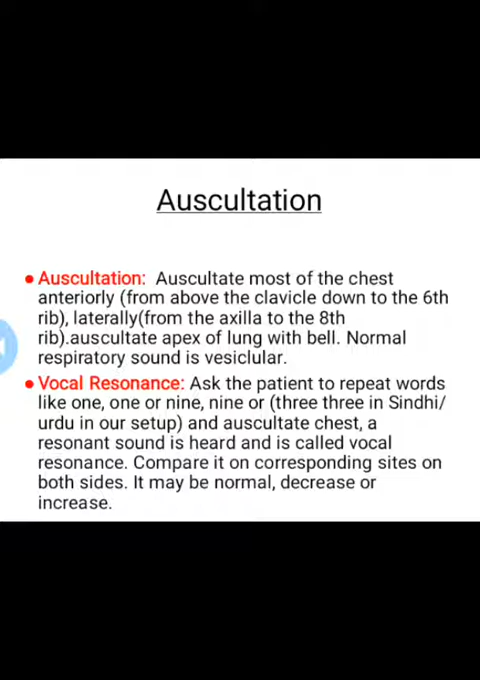 Auscultation
● Auscultation: Auscultate most of the chest
anteriorly (from above the clavicle down to the 6th
rib), laterally(from the axilla to the 8th
rib).auscultate apex of lung with bell. Normal
respiratory sound is vesiclular.
● Vocal Resonance: Ask the patient to repeat words
like one, one or nine, nine or (three three in Sindhi/
urdu in our setup) and auscultate chest, a
resonant sound is heard and is called vocal
resonance. Compare it on corresponding sites on
both sides. It may be normal, decrease or
increase.